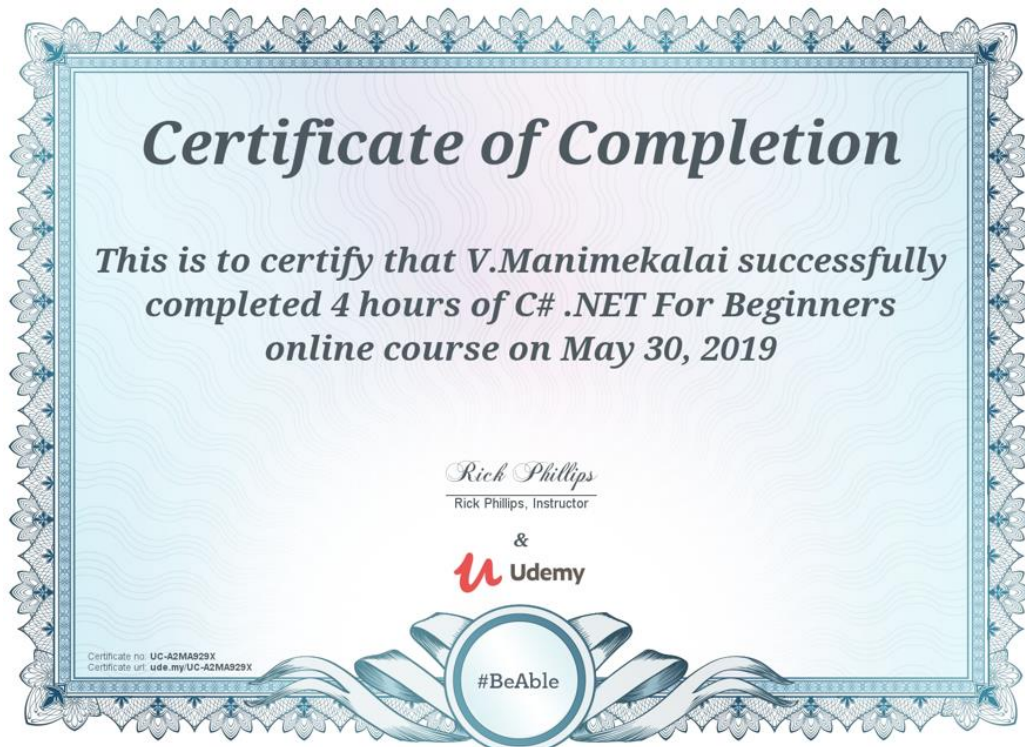 Certificate of Completion
This is to certify that V.Manimekalai successfully
completed 4 hours of C# .NET For Beginners
online course on May 30, 2019
Rick Phillips
Rick Phillips, Instructor
&
Udemy
Certificate no: UC-A2MA929X
Certificate url: ude.my/UC-A2MA929X
#BeAble